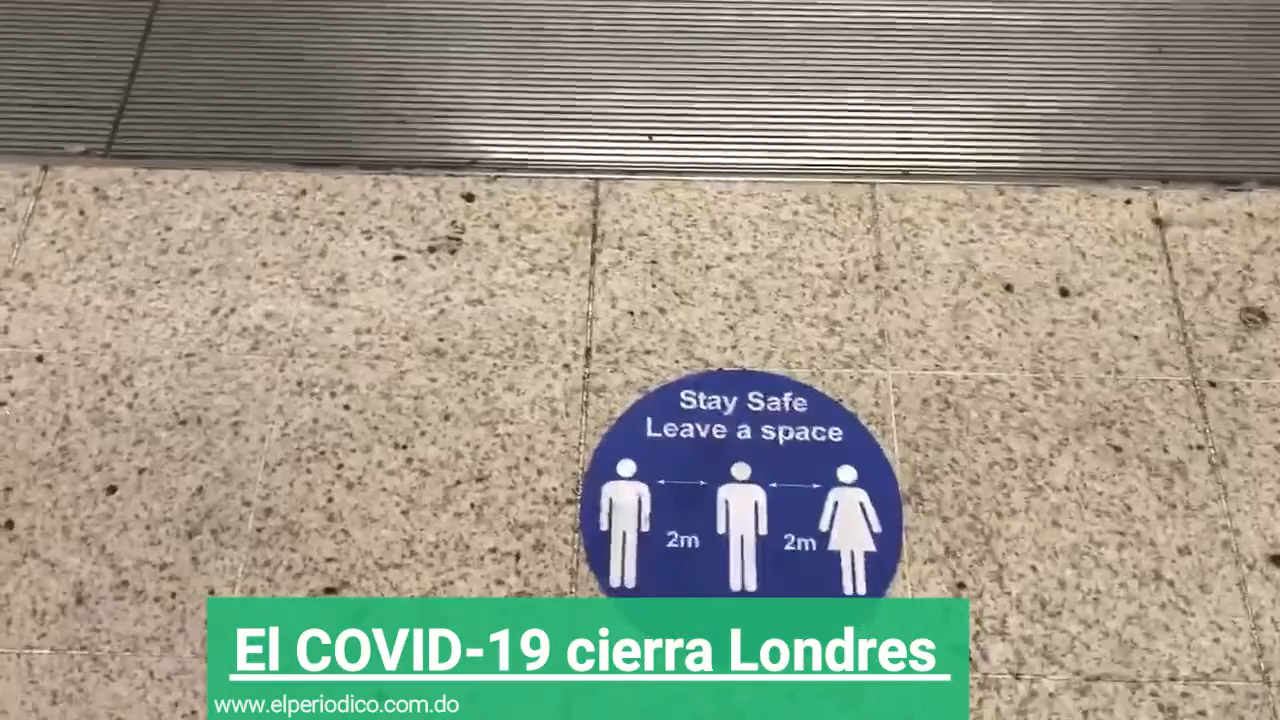 Stay Safe
Leave a space
2m 2m
El COVID-19 cierra Londres
www.elperiodico.com.do